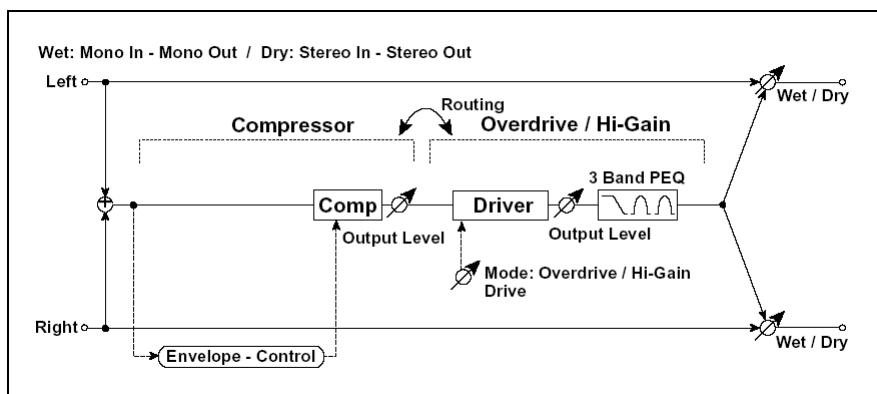 Wet: Mono In - Mono Out / Dry: Stereo In - Stereo Out
Left
Wet / Dry
Routing
Compressor
Overdrive / Hi-Gain
3 Band PEQ
Comp
Driver
Output Level
Output Level
Mode: Overdrive / Hi-Gain
Drive
Right
Wet / Dry
Envelope - Control